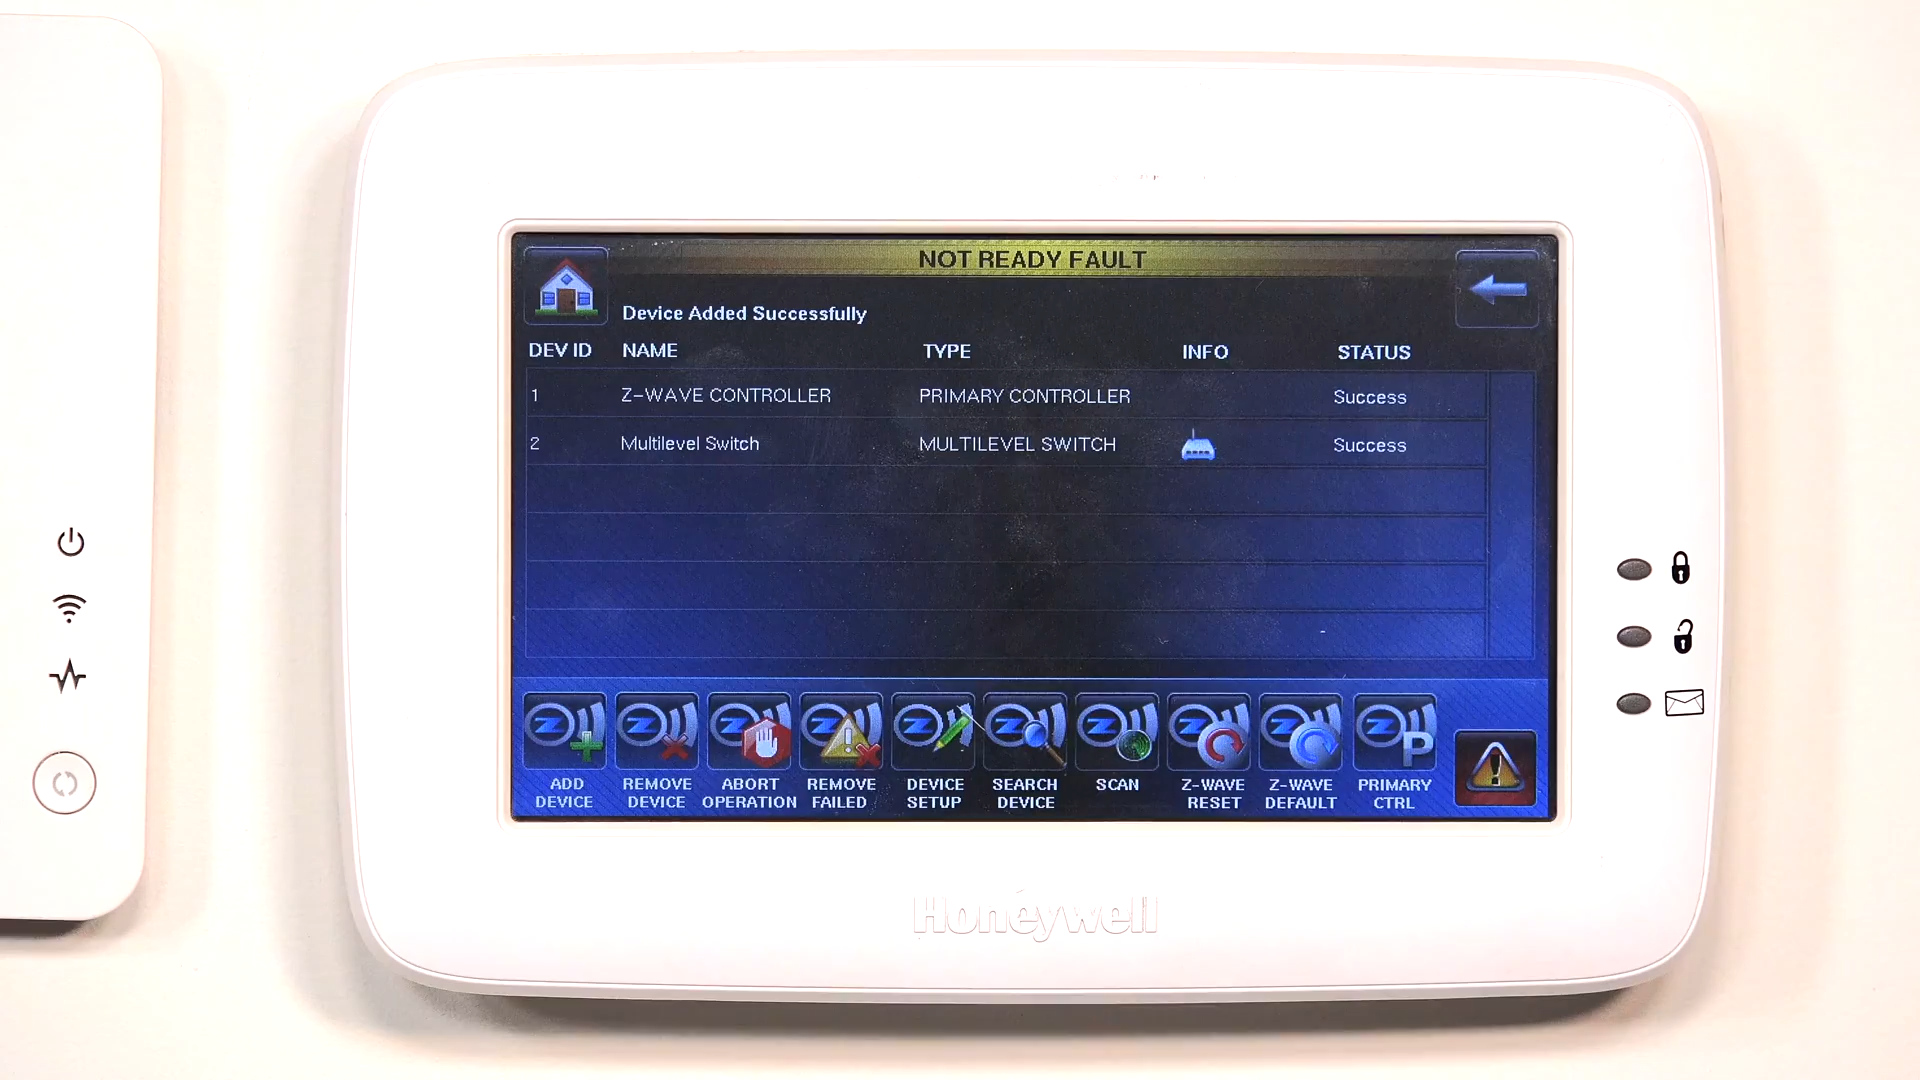 NOT READY FAULT
Device Added Successfully
DEV ID NAME TYPE INFO STATUS
1 Z-WAVE CONTROLLER PRIMARY CONTROLLER Success
2 Multilevel Switch MULTILEVEL SWITCH Success
ADD DEVICE
REMOVE DEVICE
ABORT OPERATION
REMOVE FAILED
DEVICE SETUP
SEARCH DEVICE
SCAN
Z-WAVE RESET
Z-WAVE DEFAULT
PRIMARY CTRL
Honeywell